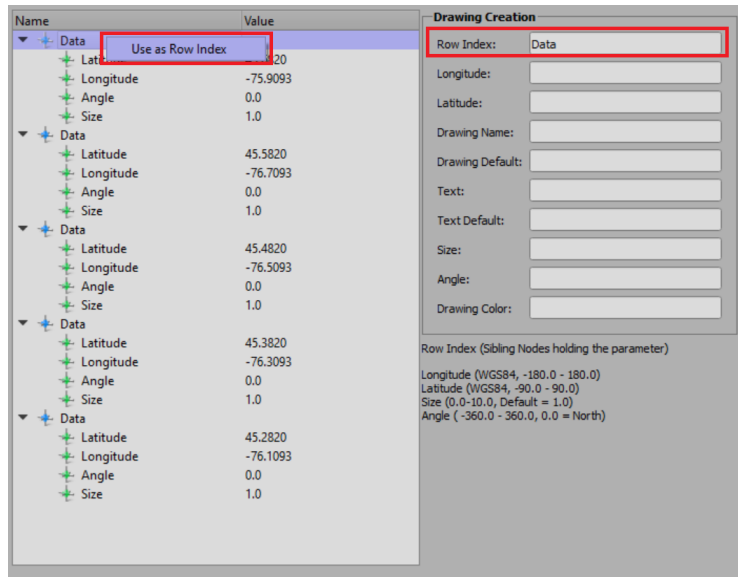 Name Value
Data
Use as Row Index
Longitude -75.9093
Angle 0.0
Size 1.0
Data
Latitude 45.5820
Longitude -76.7093
Angle 0.0
Size 1.0
Data
Latitude 45.4820
Longitude -76.5093
Angle 0.0
Size 1.0
Data
Latitude 45.3820
Longitude -76.3093
Angle 0.0
Size 1.0
Data
Latitude 45.2820
Longitude -76.1093
Angle 0.0
Size 1.0
Drawing Creation
Row Index: Data
Longitude:
Latitude:
Drawing Name:
Drawing Default:
Text:
Text Default:
Size:
Angle:
Drawing Color:
Row Index (Sibling Nodes holding the parameter)
Longitude (WGS84, -180.0 - 180.0)
Latitude (WGS84, -90.0 - 90.0)
Size (0.0-10.0, Default = 1.0)
Angle ( -360.0 - 360.0, 0.0 = North)